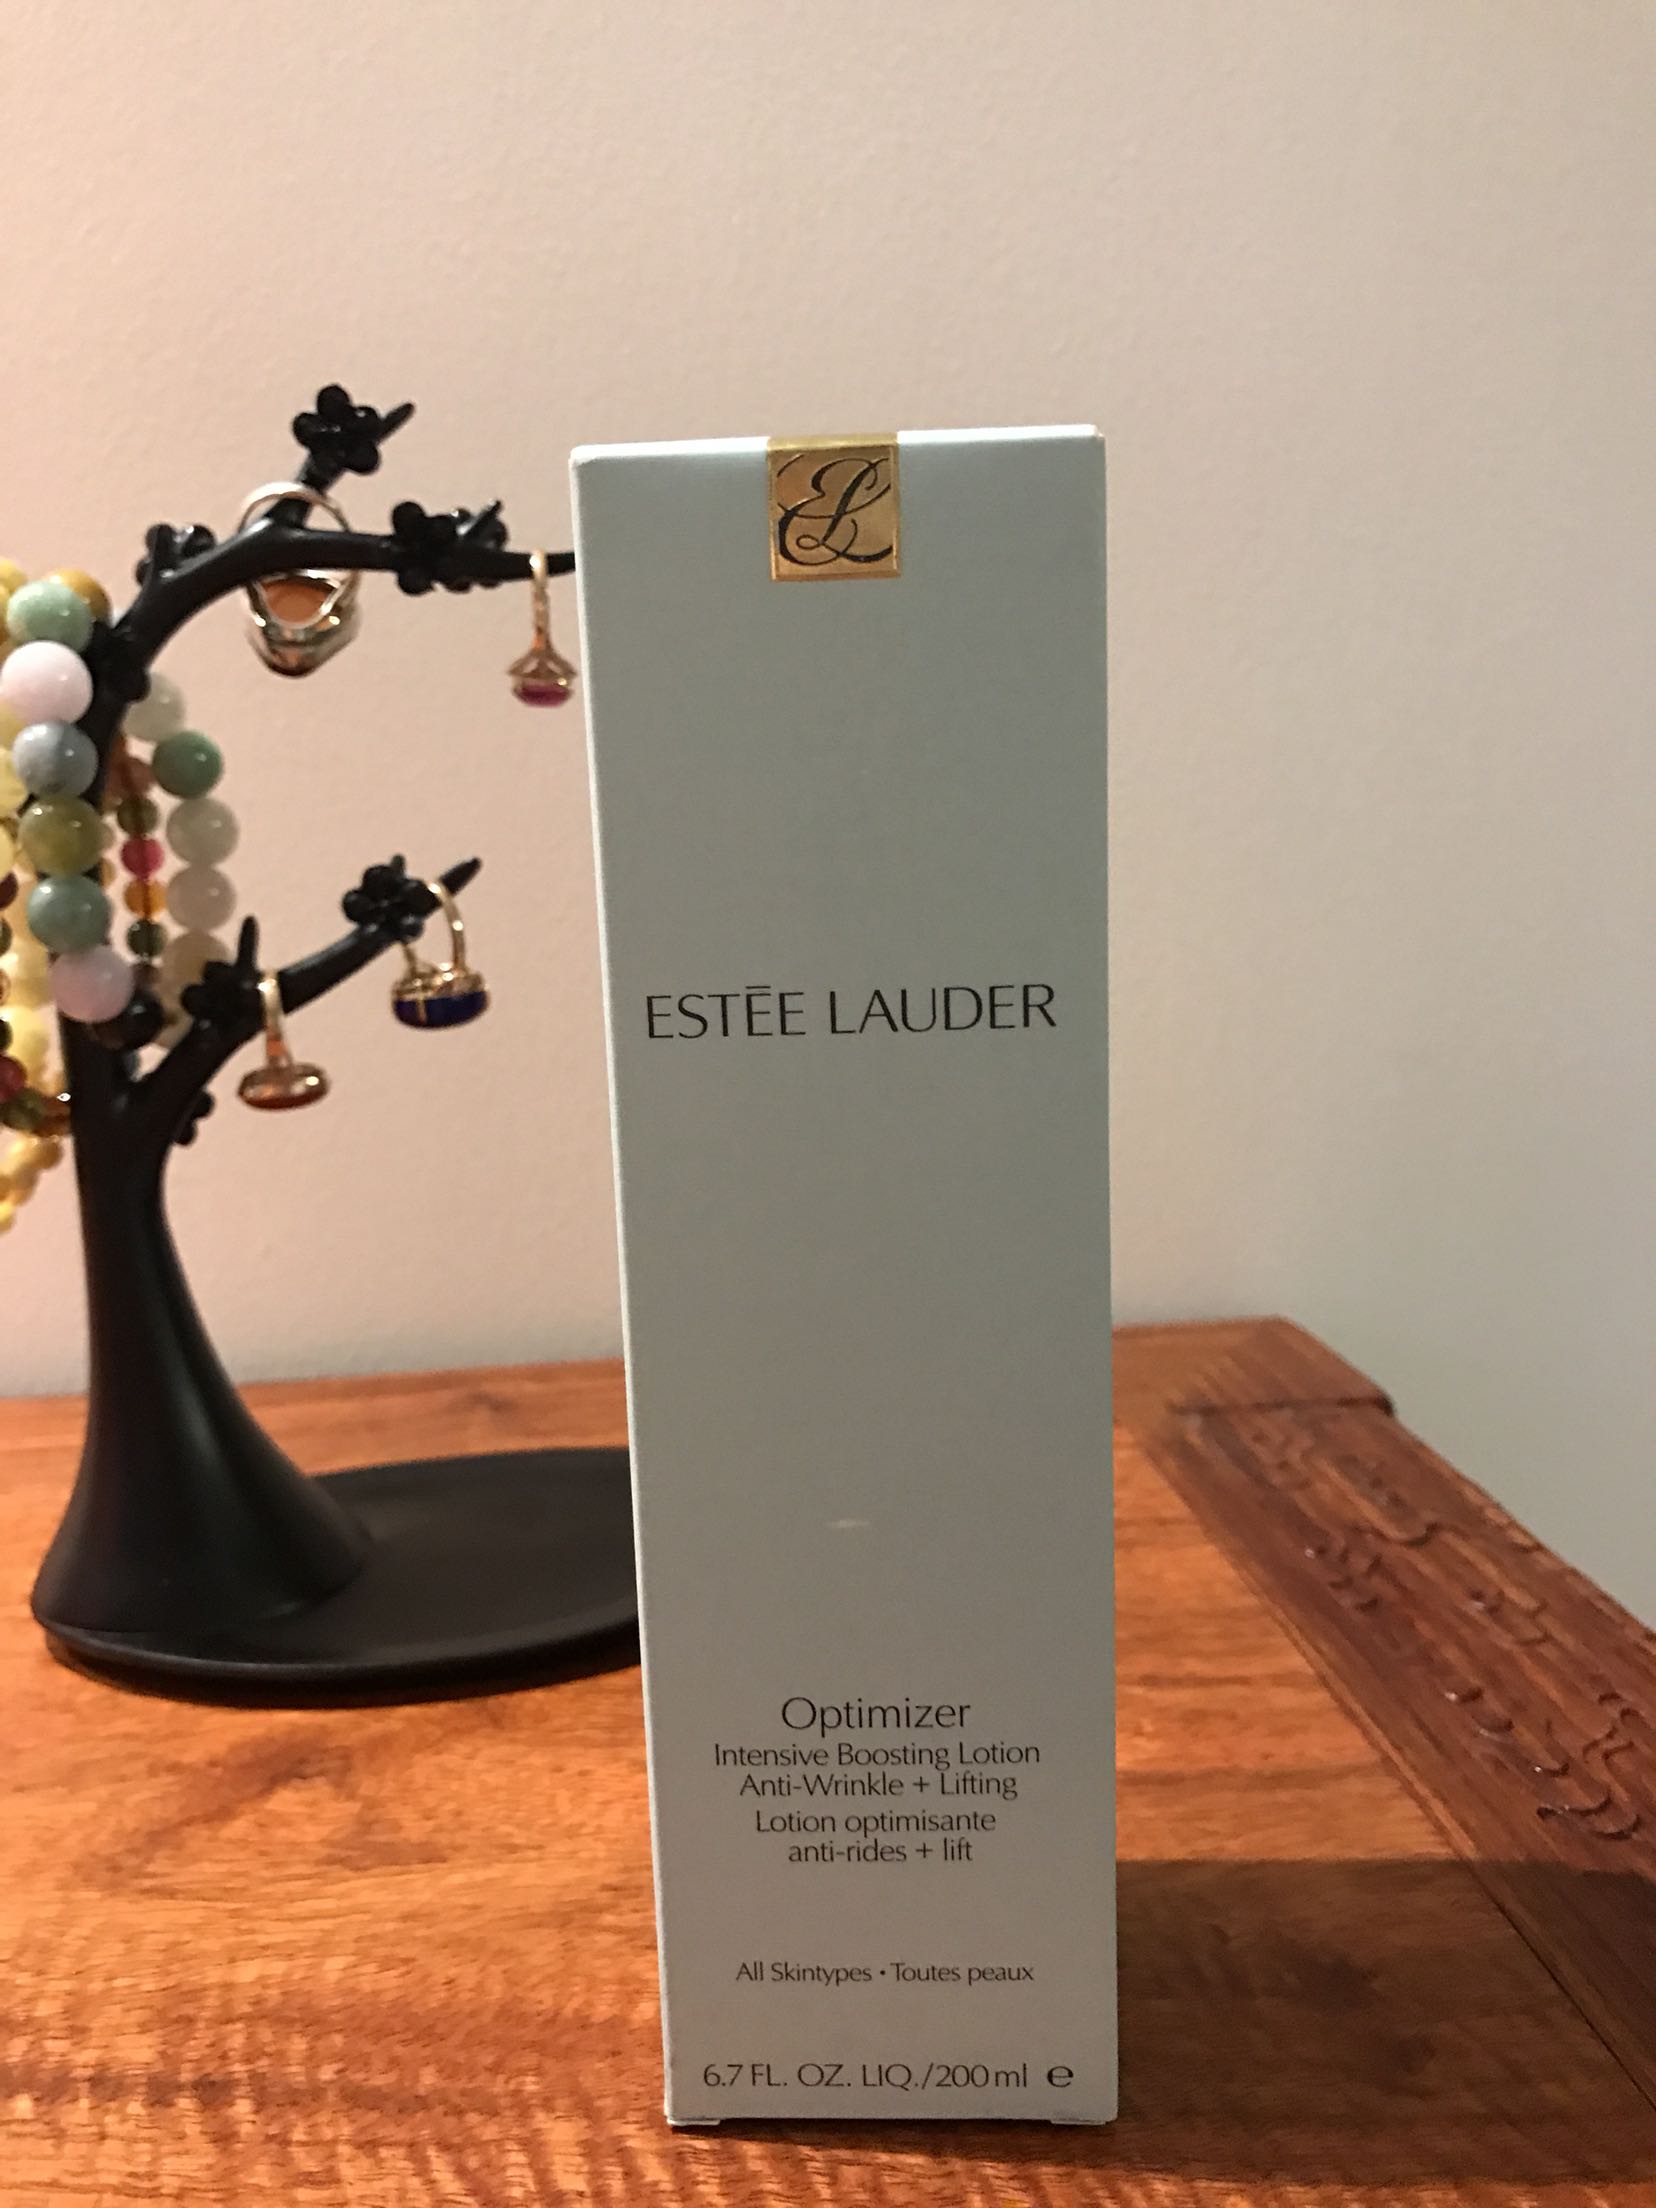 EL
ESTĒE LAUDER
Optimizer
Intensive Boosting Lotion
Anti-Wrinkle + Lifting
Lotion optimisante
anti-rides + lift
All Skintypes • Toutes peaux
6.7 FL. OZ. LIQ./200 ml ℮